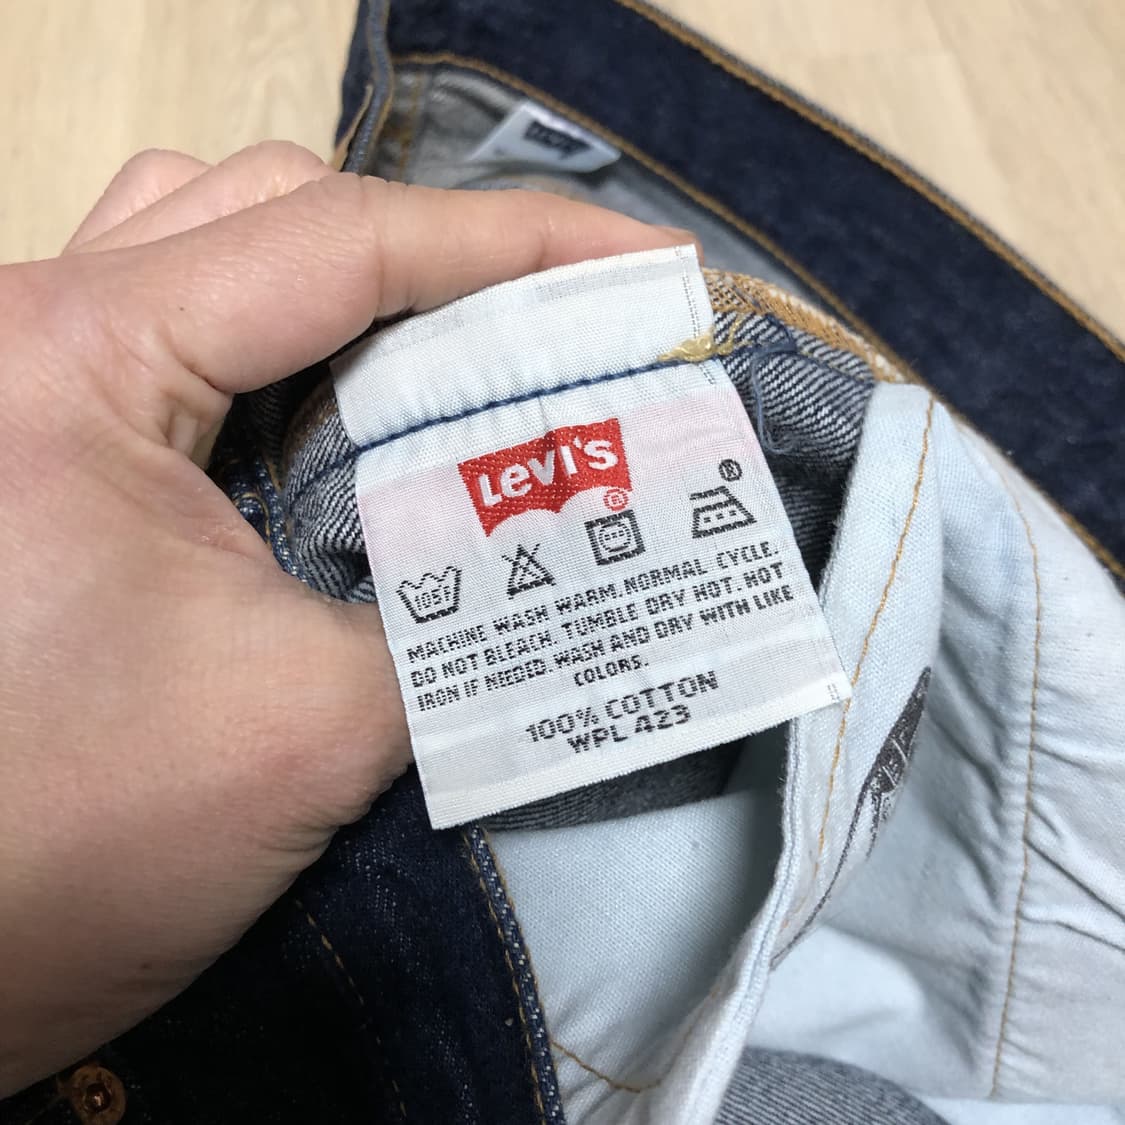 Levi's
®
®
105F
MACHINE WASH WARM.NORMAL CYCLE.
DO NOT BLEACH. TUMBLE DRY HOT. HOT
IRON IF NEEDED.WASH AND DRY WITH LIKE
COLORS.
100% COTTON
WPL 423